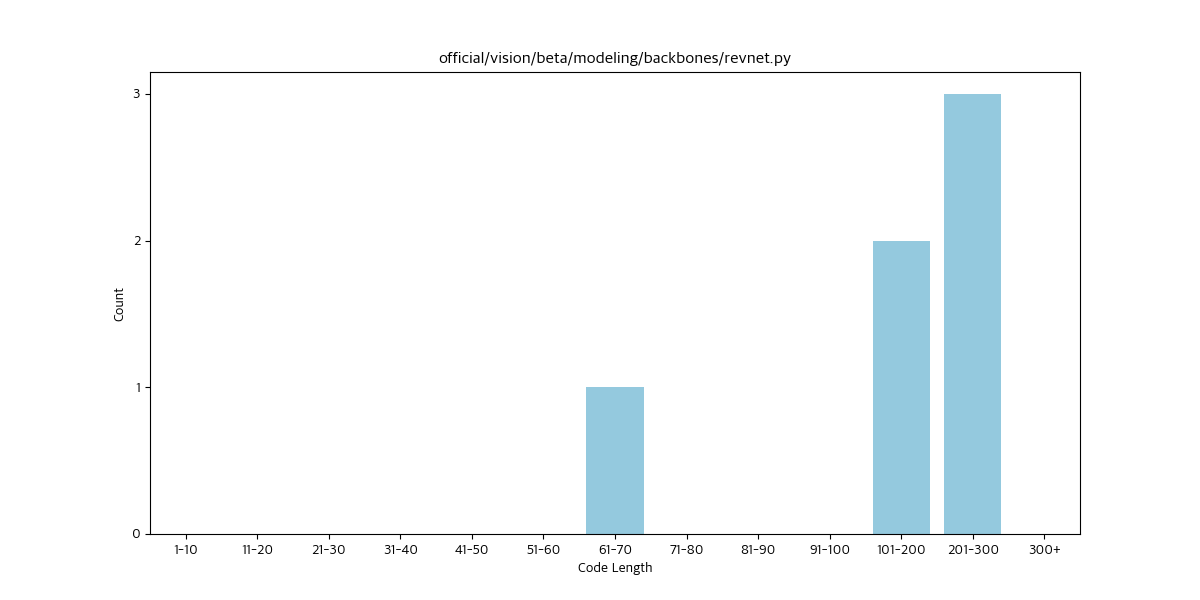 official/vision/beta/modeling/backbones/revnet.py
3
2
1
0
Count
1-10 11-20 21-30 31-40 41-50 51-60 61-70 71-80 81-90 91-100 101-200 201-300 300+
Code Length